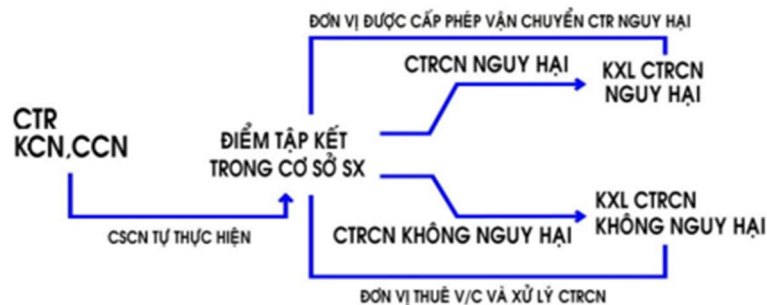 ĐƠN VỊ ĐƯỢC CẤP PHÉP VẬN CHUYỂN CTR NGUY HẠI
CTRCN NGUY HẠI
KXL CTRCN
NGUY HẠI
CTR
KCN,CCN
ĐIỂM TẬP KẾT
TRONG CƠ SỞ SX
KXL CTRCN
KHÔNG NGUY HẠI
CSCN TỰ THỰC HIỆN
CTRCN KHÔNG NGUY HẠI
ĐƠN VỊ THUÊ V/C VÀ XỬ LÝ CTRCN